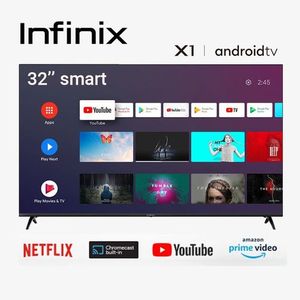 Infinix
X1 | androidtv
32’’ smart
2:45
Apps
YouTube
YouTube
Play Next
Play Movies & TV
NETFLIX
Chromecast
built-in
YouTube
amazon
prime video